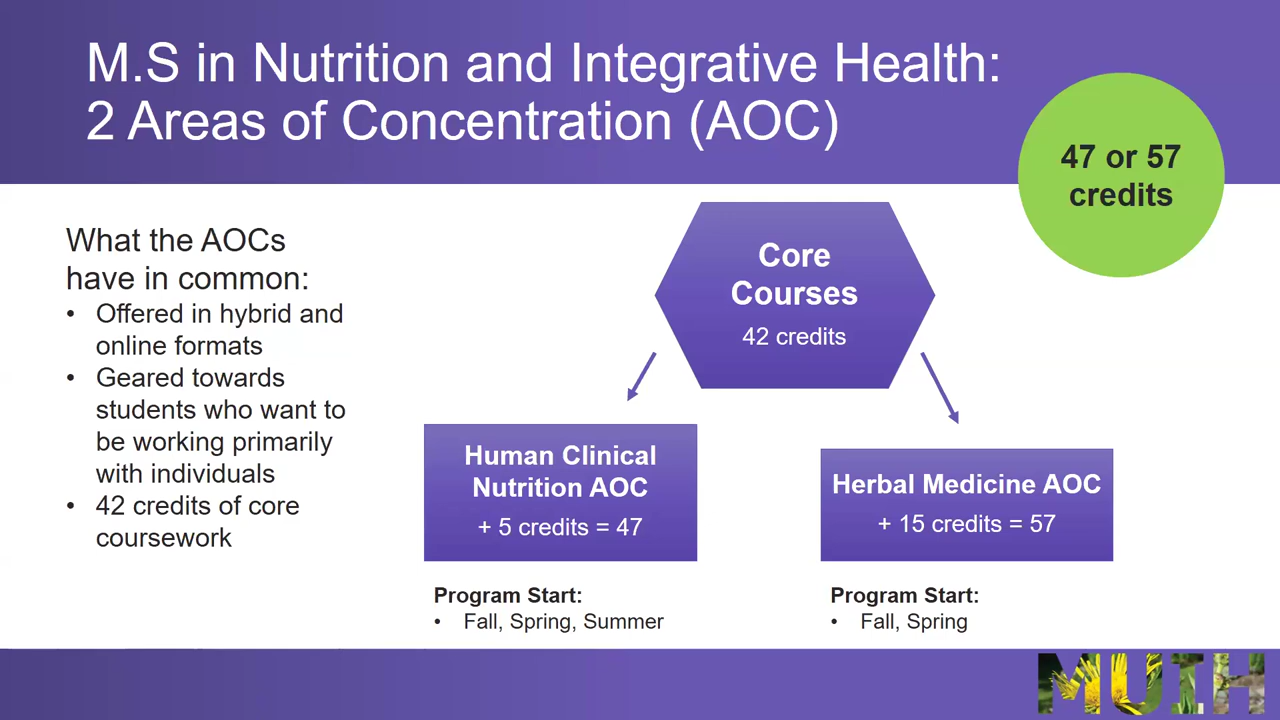 M.S in Nutrition and Integrative Health:
2 Areas of Concentration (AOC)
47 or 57
credits
What the AOCs
have in common:
• Offered in hybrid and
online formats
• Geared towards
students who want to
be working primarily
with individuals
• 42 credits of core
coursework
Core
Courses
42 credits
Human Clinical
Nutrition AOC
+ 5 credits = 47
Program Start:
• Fall, Spring, Summer
Herbal Medicine AOC
+ 15 credits = 57
Program Start:
• Fall, Spring
MUIH